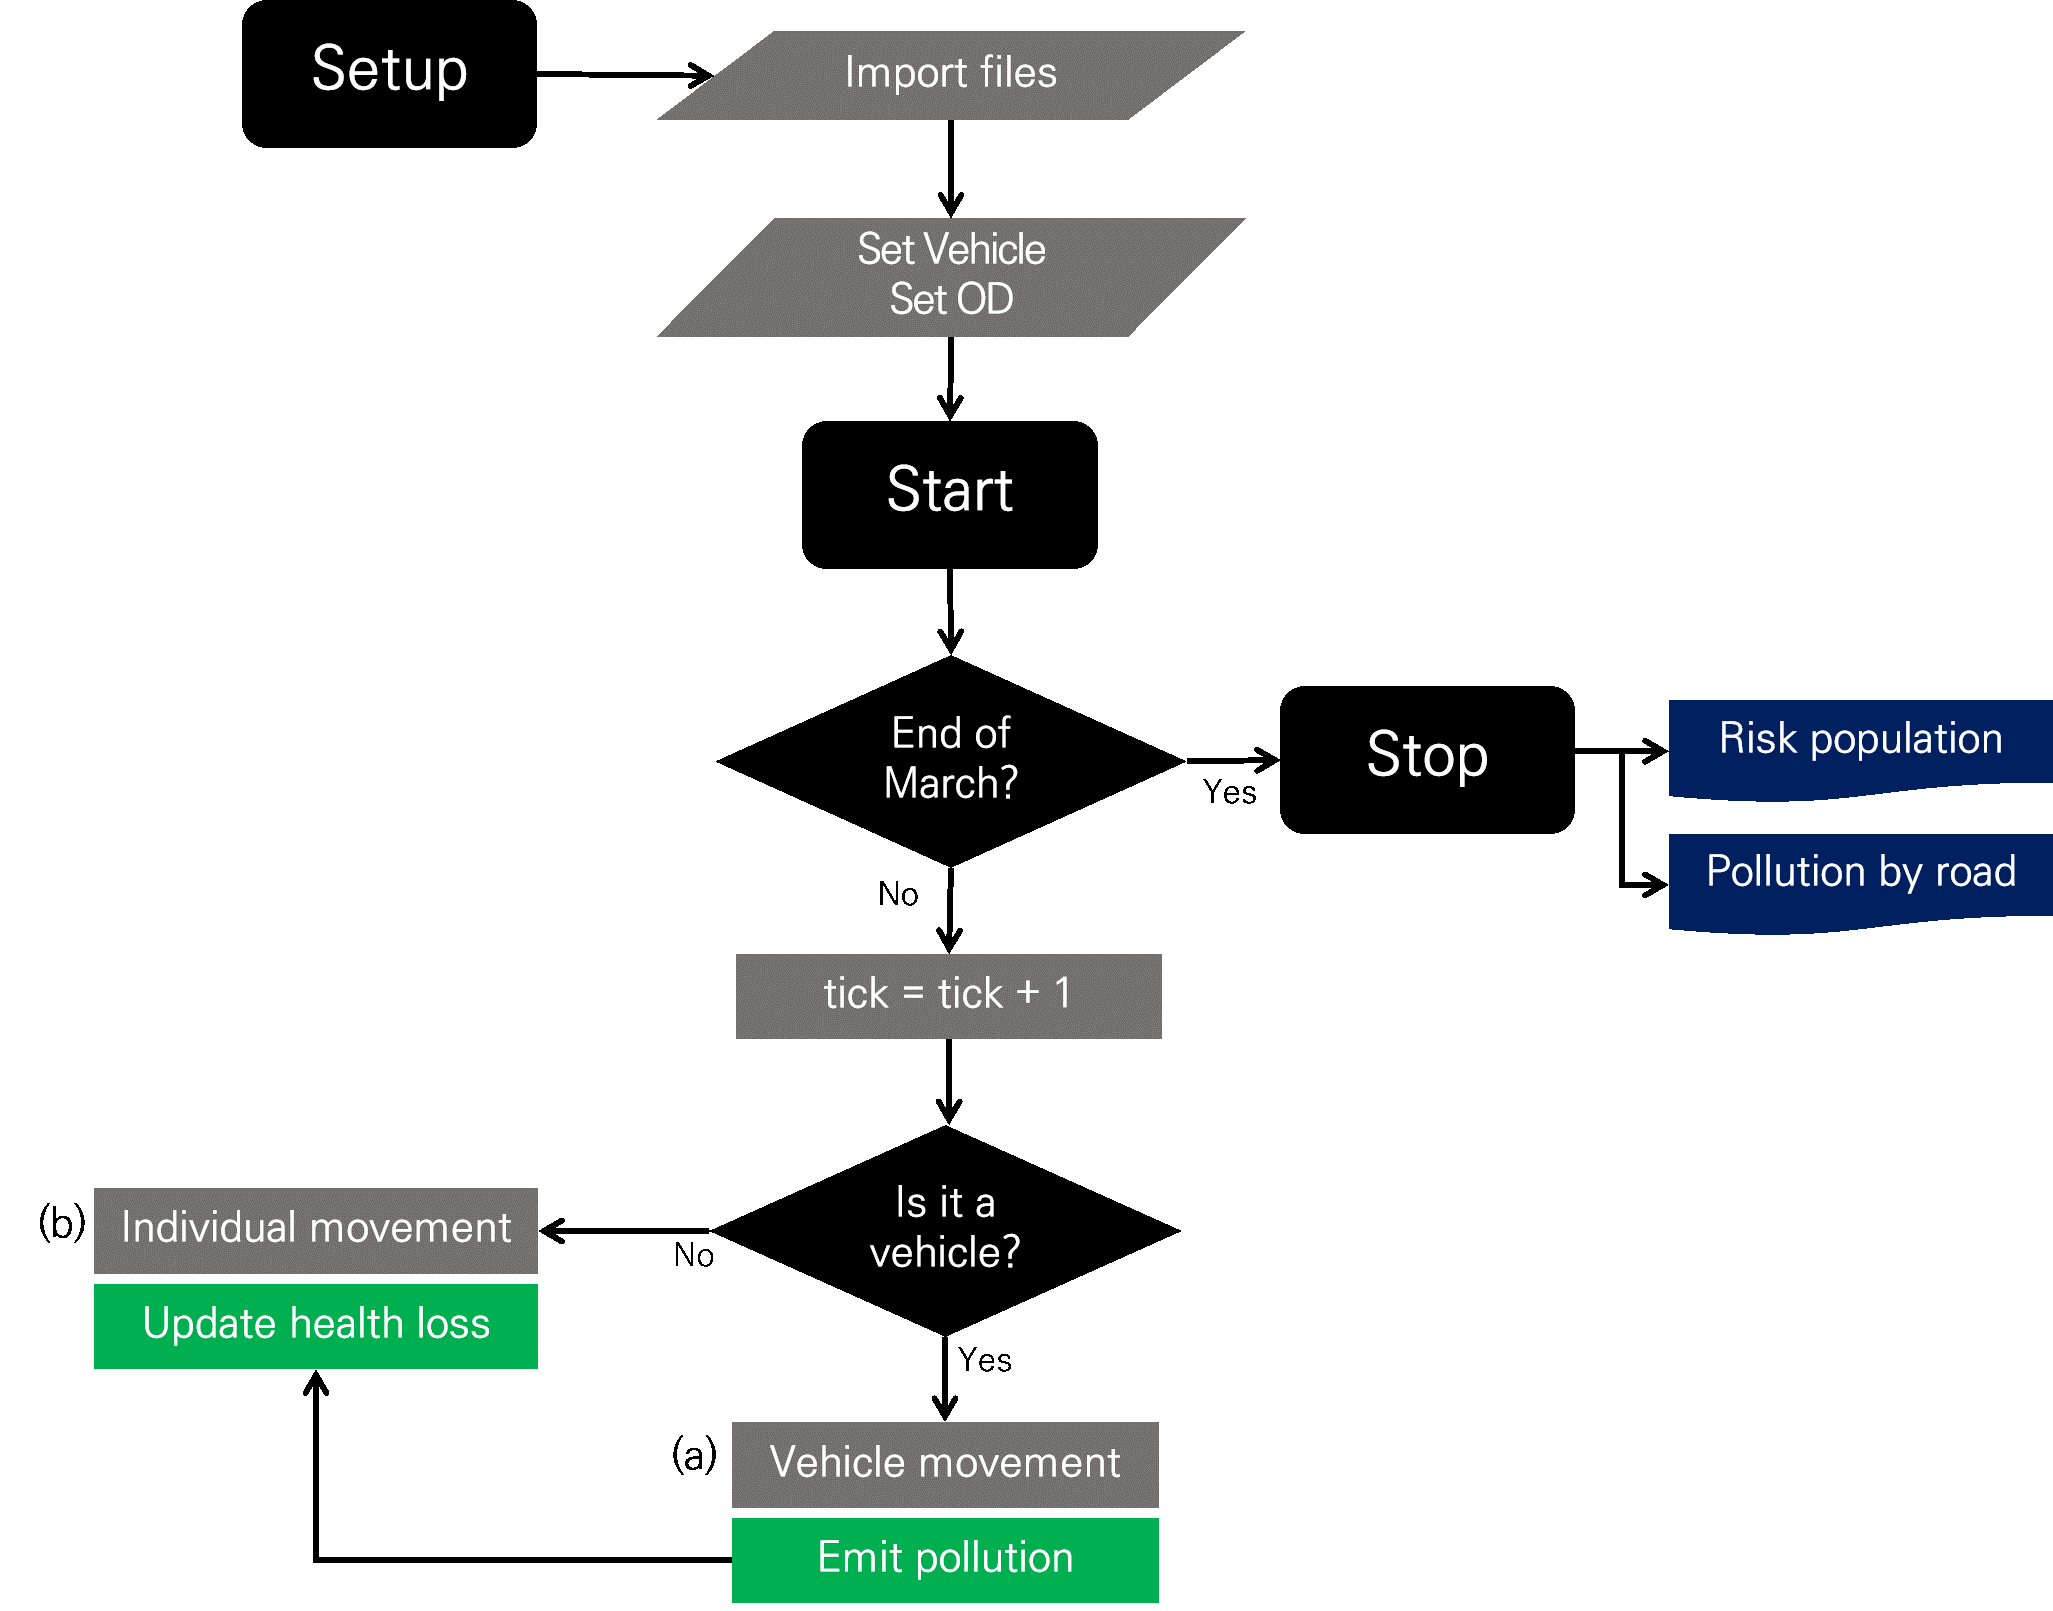 Setup
Import files
Set Vehicle
Set OD
Start
End of
March?
Yes
Stop
Risk population
Pollution by road
No
tick = tick + 1
Is it a
vehicle?
No
(b)
Individual movement
Update health loss
Yes
(a)
Vehicle movement
Emit pollution